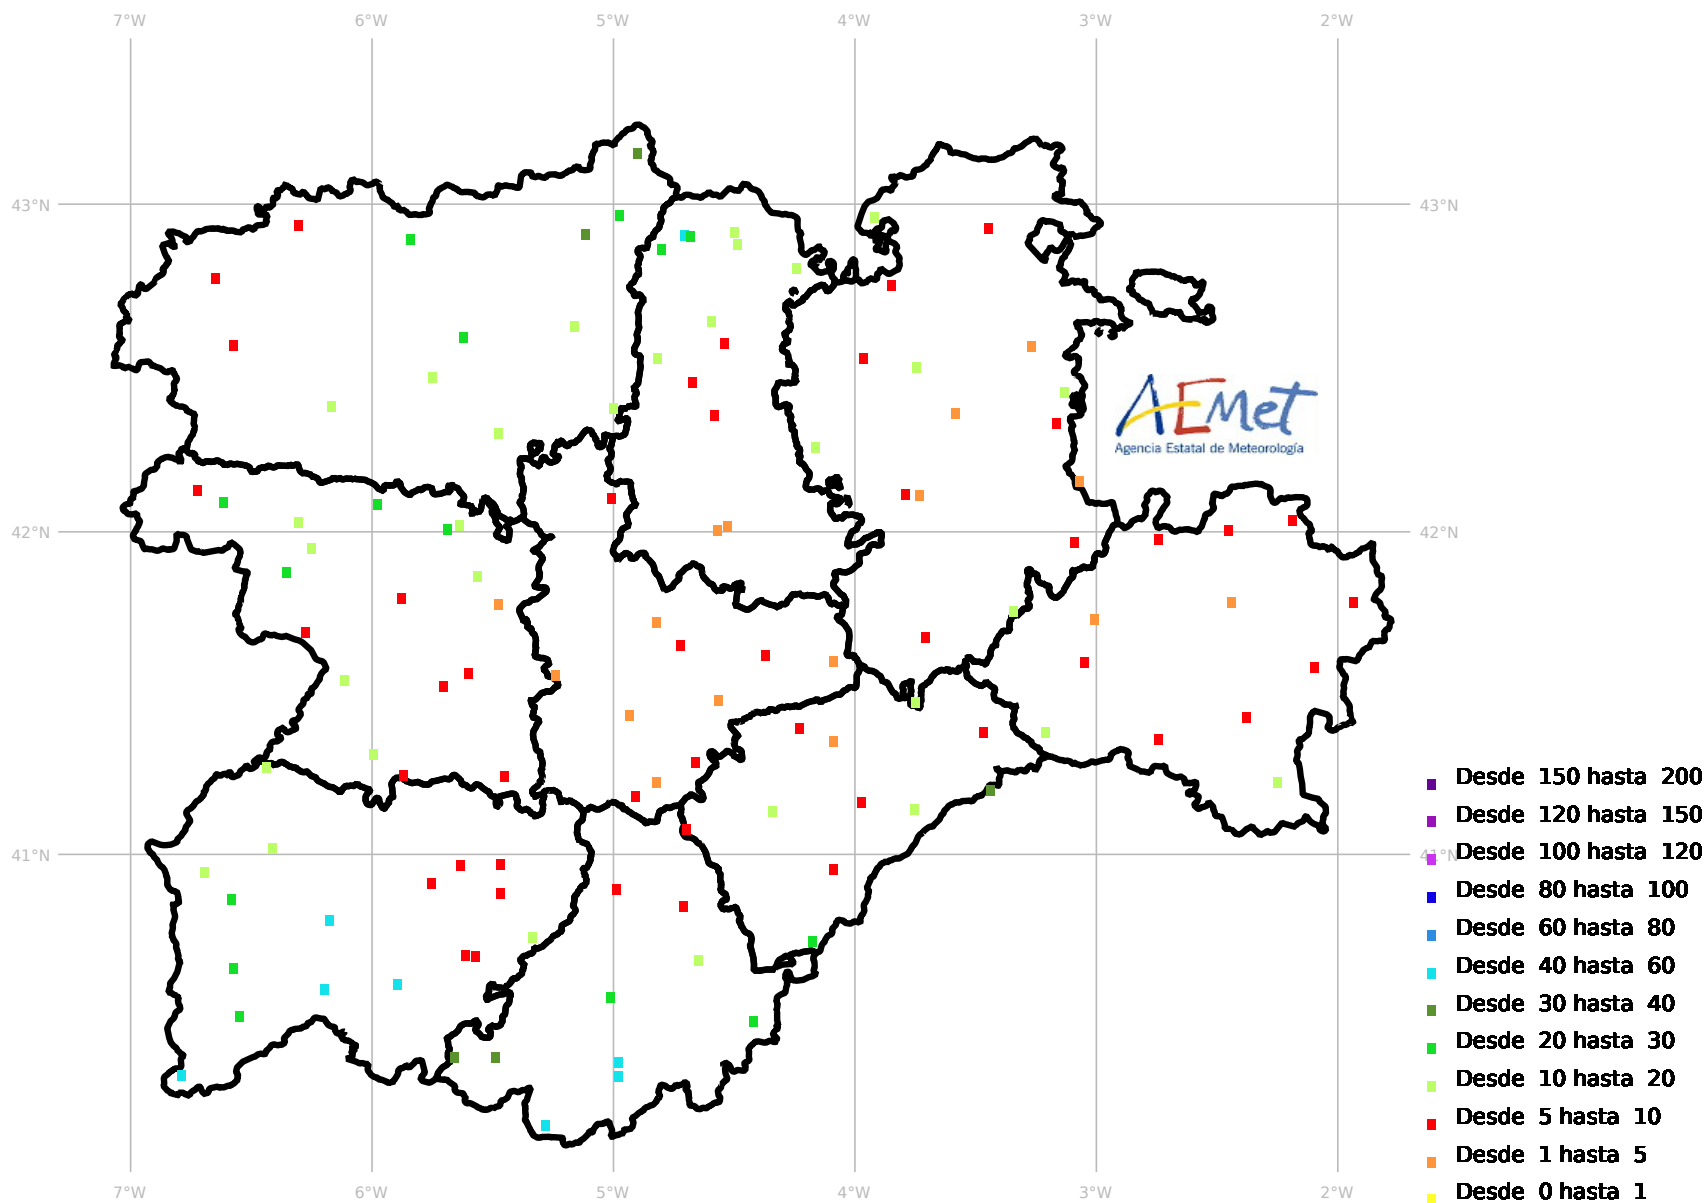 7°W 6°W 5°W 4°W 3°W 2°W
43°N 43°N
AEMet
Agencia Estatal de Meteorología
42°N 42°N
Desde 150 hasta 200
Desde 120 hasta 150
41°N Desde 100 hasta 120 41°N
Desde 80 hasta 100
Desde 60 hasta 80
Desde 40 hasta 60
Desde 30 hasta 40
Desde 20 hasta 30
Desde 10 hasta 20
Desde 5 hasta 10
Desde 1 hasta 5
Desde 0 hasta 1
7°W 6°W 5°W 4°W 3°W 2°W